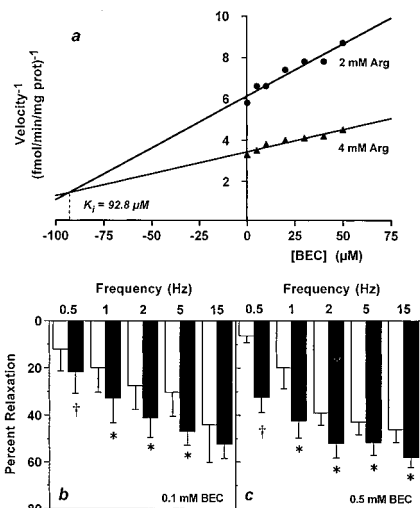 a
Velocity-1
(fmol/min/mg prot)-1
10
8
6
4
2
0
2 mM Arg
4 mM Arg
Ki = 92.8 µM
-100 -75 -50 -25 0 25 50 75
[BEC] (µM)
Frequency (Hz) Frequency (Hz)
0.5 1 2 5 15 0.5 1 2 5 15
Percent Relaxation
0
20
40
60
80
† * * * † * * * *
b 0.1 mM BEC c 0.5 mM BEC